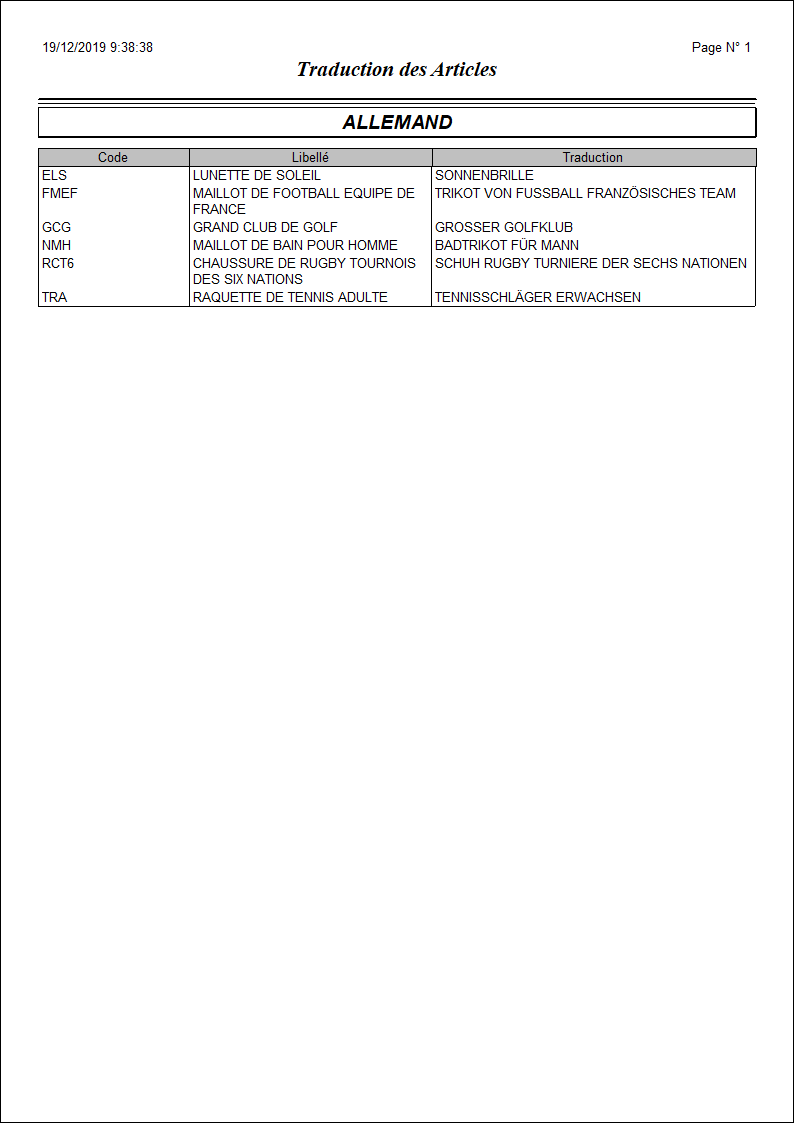 19/12/2019 9:38:38 Page N° 1
Traduction des Articles
ALLEMAND
Code Libellé Traduction
ELS LUNETTE DE SOLEIL SONNENBRILLE
FMEF MAILLOT DE FOOTBALL EQUIPE DE TRIKOT VON FUSSBALL FRANZÖSISCHES TEAM
FRANCE
GCG GRAND CLUB DE GOLF GROSSER GOLFKLUB
NMH MAILLOT DE BAIN POUR HOMME BADTRIKOT FÜR MANN
RCT6 CHAUSSURE DE RUGBY TOURNOIS SCHUH RUGBY TURNIERE DER SECHS NATIONEN
DES SIX NATIONS
TRA RAQUETTE DE TENNIS ADULTE TENNISSCHLÄGER ERWACHSEN